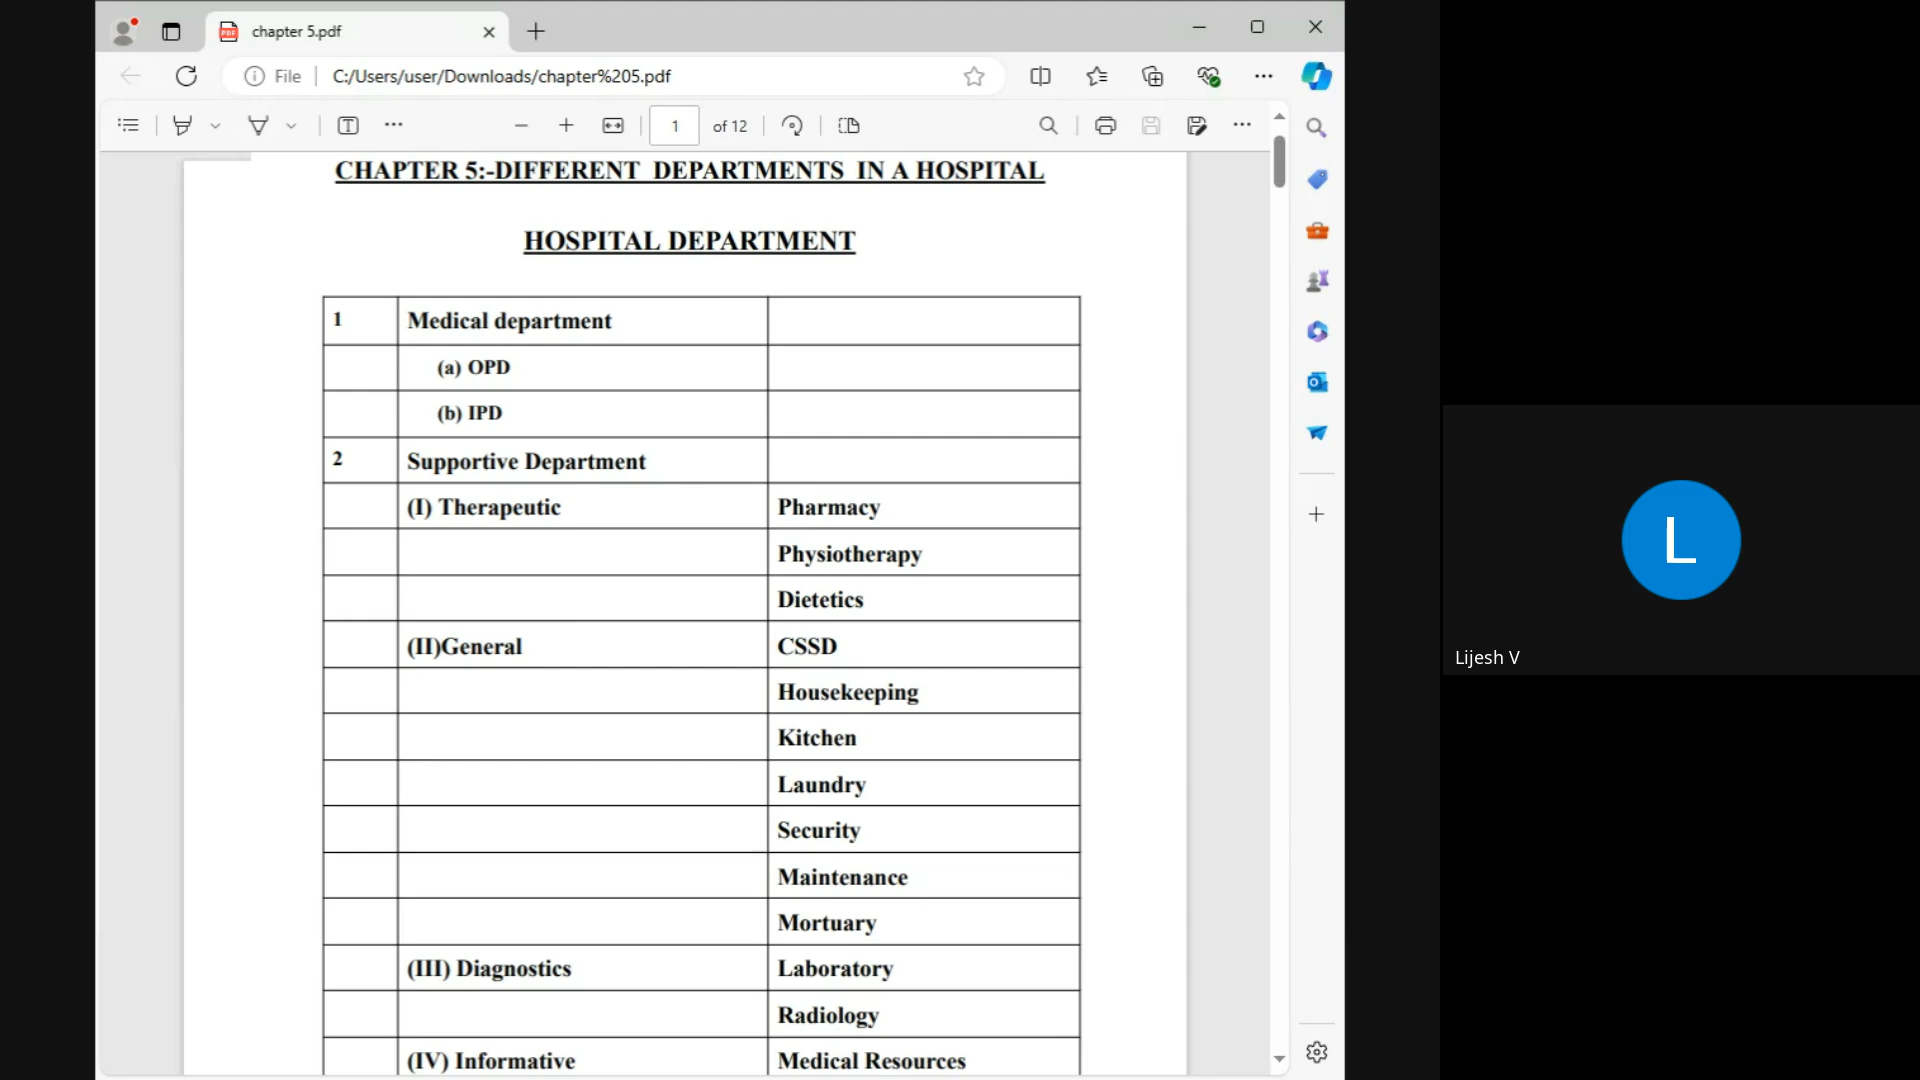 chapter 5.pdf
File
C:/Users/user/Downloads/chapter%205.pdf
1 of 12
CHAPTER 5:-DIFFERENT DEPARTMENTS IN A HOSPITAL
HOSPITAL DEPARTMENT
1 Medical department
(a) OPD
(b) IPD
2 Supportive Department
(I) Therapeutic Pharmacy
Physiotherapy
Dietetics
(II)General CSSD
Housekeeping
Kitchen
Laundry
Security
Maintenance
Mortuary
(III) Diagnostics Laboratory
Radiology
(IV) Informative Medical Resources
L
Lijesh V